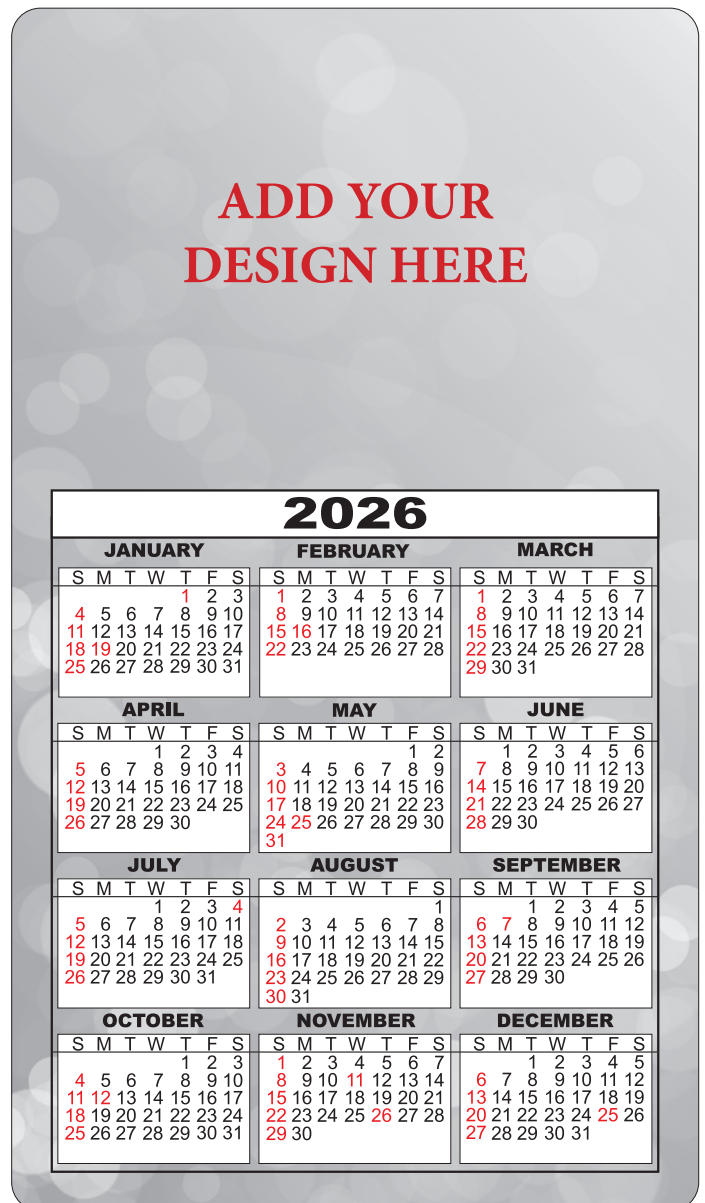 ADD YOUR
DESIGN HERE
2026
JANUARY
S M T W T F S
1 2 3
4 5 6 7 8 9 10
11 12 13 14 15 16 17
18 19 20 21 22 23 24
25 26 27 28 29 30 31
FEBRUARY
S M T W T F S
1 2 3 4 5 6 7
8 9 10 11 12 13 14
15 16 17 18 19 20 21
22 23 24 25 26 27 28
MARCH
S M T W T F S
1 2 3 4 5 6 7
8 9 10 11 12 13 14
15 16 17 18 19 20 21
22 23 24 25 26 27 28
29 30 31
APRIL
S M T W T F S
1 2 3 4
5 6 7 8 9 10 11
12 13 14 15 16 17 18
19 20 21 22 23 24 25
26 27 28 29 30
MAY
S M T W T F S
1 2
3 4 5 6 7 8 9
10 11 12 13 14 15 16
17 18 19 20 21 22 23
24 25 26 27 28 29 30
31
JUNE
S M T W T F S
1 2 3 4 5 6
7 8 9 10 11 12 13
14 15 16 17 18 19 20
21 22 23 24 25 26 27
28 29 30
JULY
S M T W T F S
1 2 3 4
5 6 7 8 9 10 11
12 13 14 15 16 17 18
19 20 21 22 23 24 25
26 27 28 29 30 31
AUGUST
S M T W T F S
1
2 3 4 5 6 7 8
9 10 11 12 13 14 15
16 17 18 19 20 21 22
23 24 25 26 27 28 29
30 31
SEPTEMBER
S M T W T F S
1 2 3 4 5
6 7 8 9 10 11 12
13 14 15 16 17 18 19
20 21 22 23 24 25 26
27 28 29 30
OCTOBER
S M T W T F S
1 2 3
4 5 6 7 8 9 10
11 12 13 14 15 16 17
18 19 20 21 22 23 24
25 26 27 28 29 30 31
NOVEMBER
S M T W T F S
1 2 3 4 5 6 7
8 9 10 11 12 13 14
15 16 17 18 19 20 21
22 23 24 25 26 27 28
29 30
DECEMBER
S M T W T F S
1 2 3 4 5
6 7 8 9 10 11 12
13 14 15 16 17 18 19
20 21 22 23 24 25 26
27 28 29 30 31